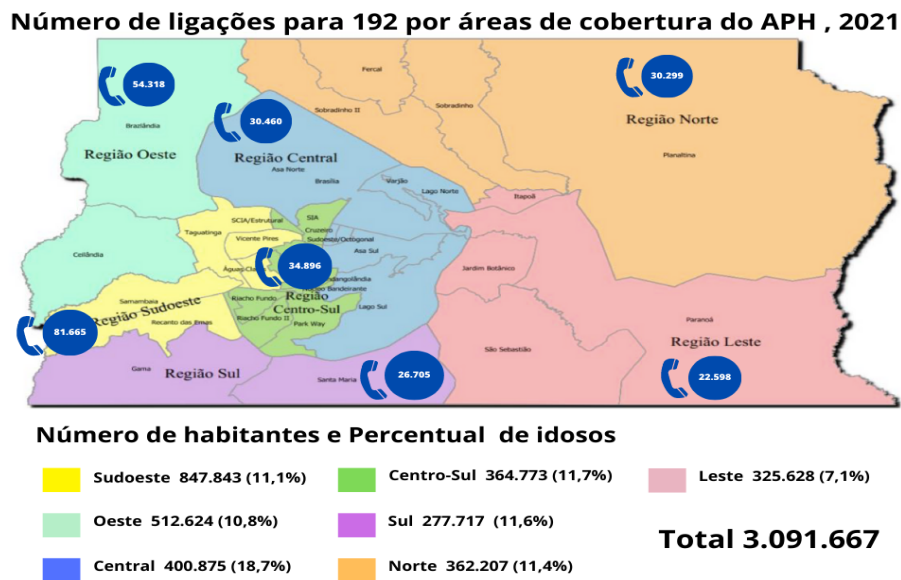 Número de ligações para 192 por áreas de cobertura do APH , 2021
54.318
30.299
Fercal
30.460
Sobradinho II
Sobradinho
Região Norte
Brazlândia
Região Oeste
Região Central
Planaltina
Asa Norte
Brasília
Varjão
Lago Norte
Itapoã
SCIA/Estrutural
SIA
Cruzeiro
Taguatinga
Vicente Pires
Sudoeste/Octogonal
Asa Sul
Ceilândia
34.896
Jardim Botânico
Samambaia
Riacho Fundo
Região
Centro-Sul
Lago Sul
Região Sudoeste
Recanto das Emas
Riacho Fundo II
Park Way
Paranoá
81.665
Região Leste
São Sebastião
Gama
Região Sul
Santa Maria
26.705
22.598
Número de habitantes e Percentual de idosos
Sudoeste 847.843 (11,1%)
Centro-Sul 364.773 (11,7%)
Leste 325.628 (7,1%)
Oeste 512.624 (10,8%)
Sul 277.717 (11,6%)
Total 3.091.667
Central 400.875 (18,7%)
Norte 362.207 (11,4%)